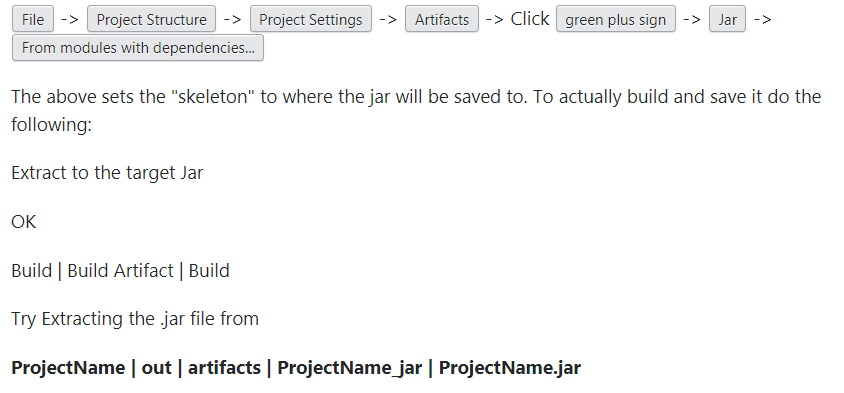 File -> Project Structure -> Project Settings -> Artifacts -> Click green plus sign -> Jar ->
From modules with dependencies...
The above sets the "skeleton" to where the jar will be saved to. To actually build and save it do the
following:
Extract to the target Jar
OK
Build | Build Artifact | Build
Try Extracting the .jar file from
ProjectName | out | artifacts | ProjectName_jar | ProjectName.jar